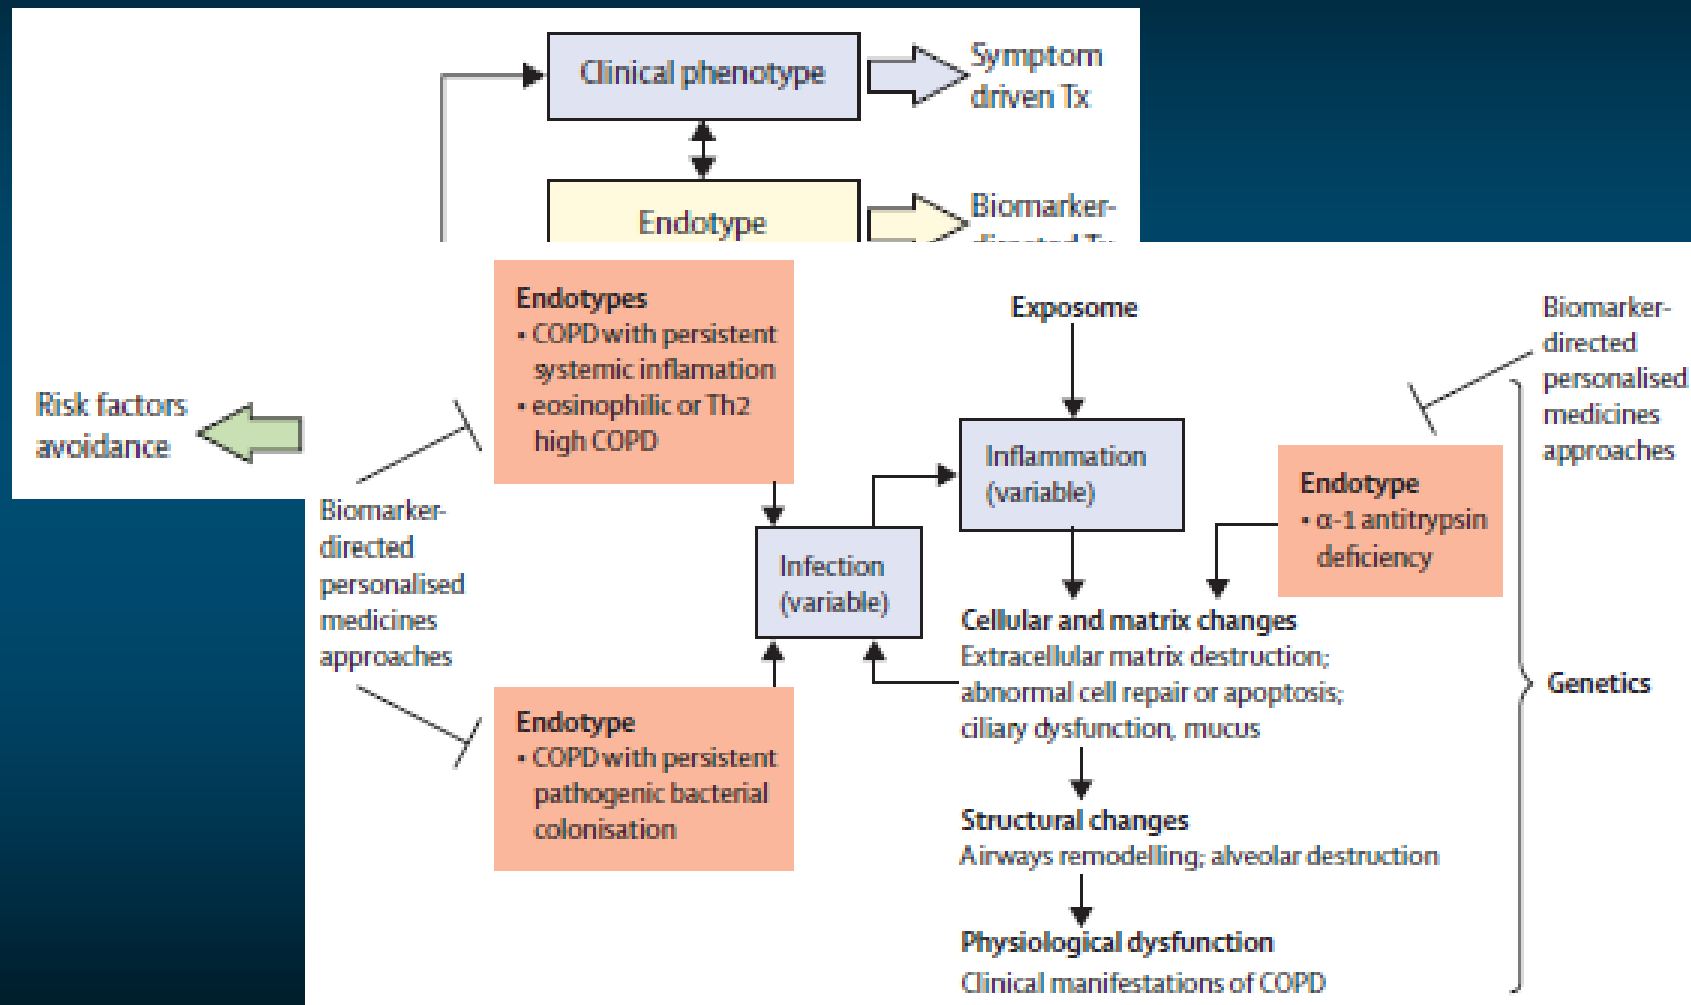 Clinical phenotype
Symptom
driven Tx
Endotype
Biomarker-
directed Tx
Risk factors
avoidance
Endotypes
• COPD with persistent
systemic inflamation
• eosinophilic or Th2
high COPD
Biomarker-
directed
personalised
medicines
approaches
Infection
(variable)
Endotype
• COPD with persistent
pathogenic bacterial
colonisation
Exposome
Inflammation
(variable)
Biomarker-
directed
personalised
medicines
approaches
Endotype
• α-1 antitrypsin
deficiency
Cellular and matrix changes
Extracellular matrix destruction;
abnormal cell repair or apoptosis;
ciliary dysfunction, mucus
Genetics
Structural changes
Airways remodelling; alveolar destruction
Physiological dysfunction
Clinical manifestations of COPD